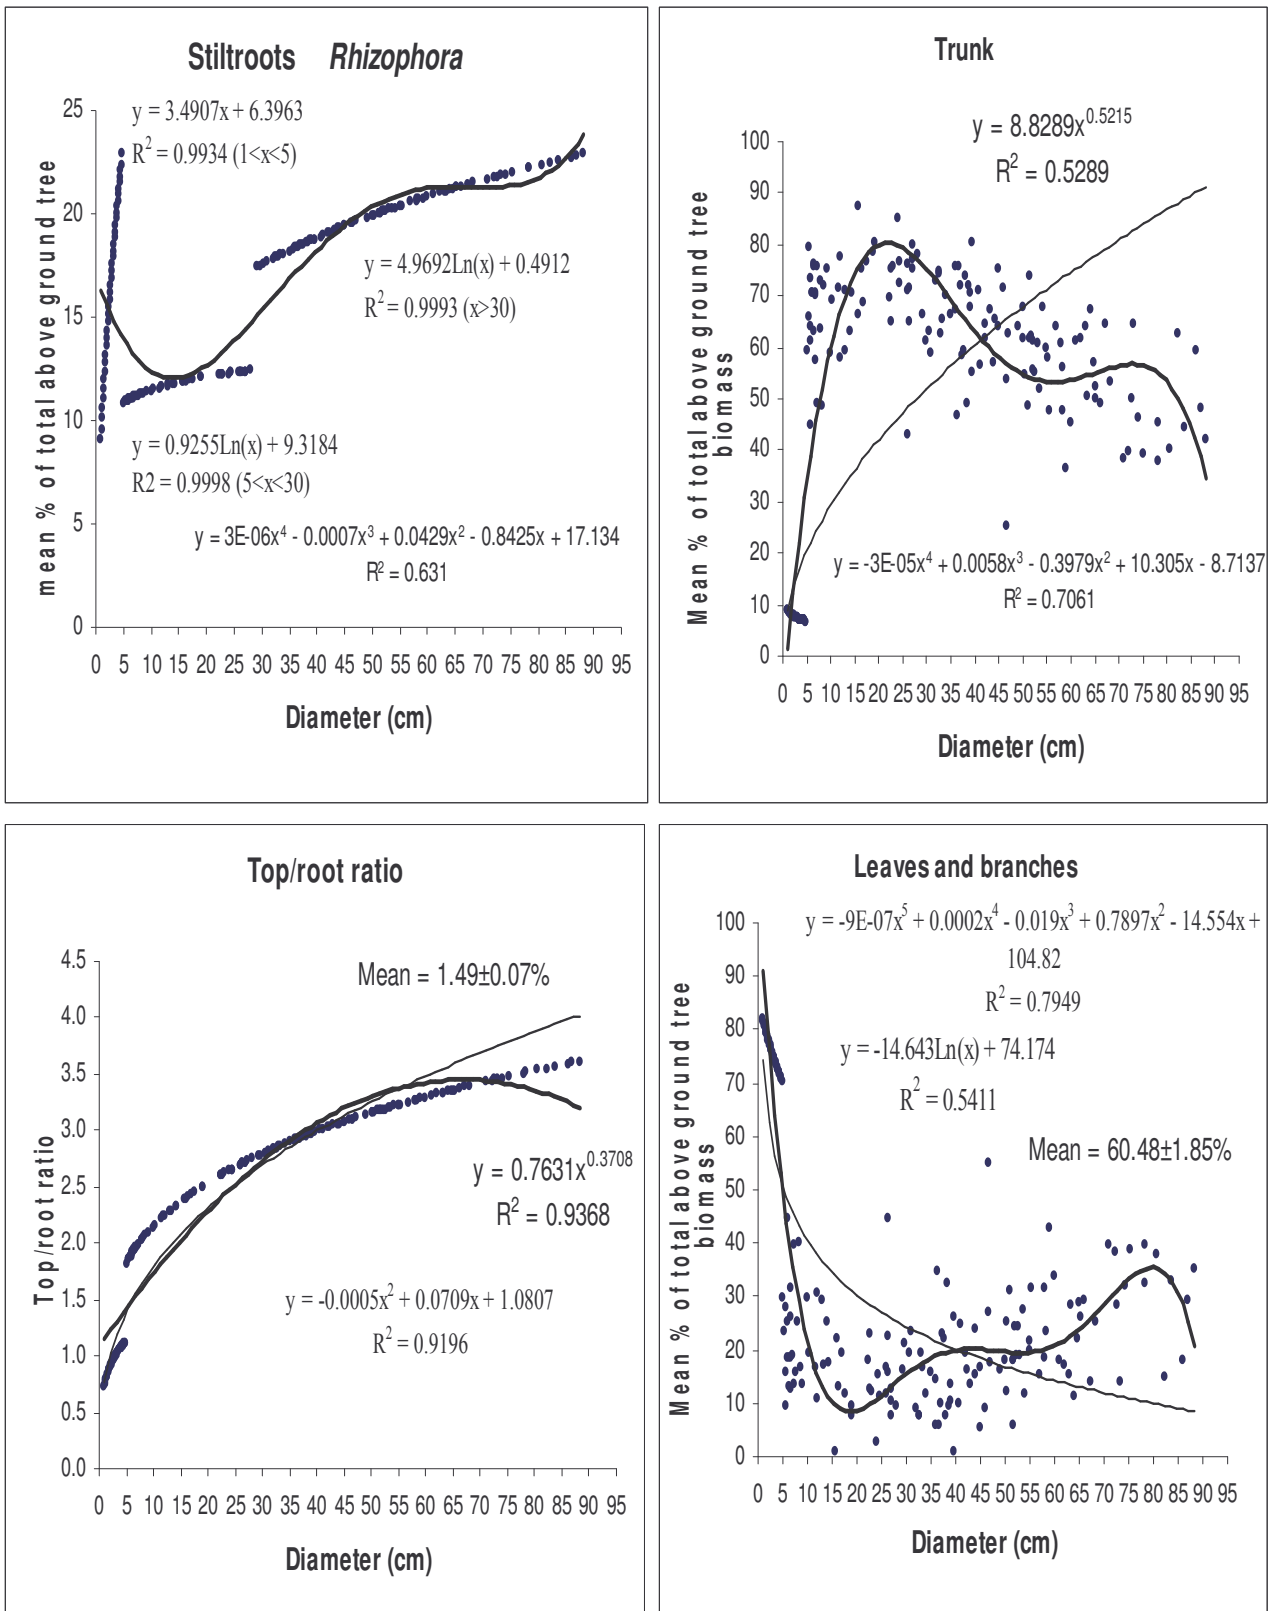 Stiltroots Rhizophora
y = 3.4907x + 6.3963
R² = 0.9934 (1<x<5)
y = 4.9692Ln(x) + 0.4912
R² = 0.9993 (x>30)
y = 0.9255Ln(x) + 9.3184
R2 = 0.9998 (5<x<30)
y = 3E-06x⁴ - 0.0007x³ + 0.0429x² - 0.8425x + 17.134
R² = 0.631
mean % of total above ground tree
25
20
15
10
5
0
0 5 10 15 20 25 30 35 40 45 50 55 60 65 70 75 80 85 90 95
Diameter (cm)
Trunk
y = 8.8289x^0.5215
R² = 0.5289
y = -3E-05x⁴ + 0.0058x³ - 0.3979x² + 10.305x - 8.7137
R² = 0.7061
Mean % of total above ground tree
biomass
100
90
80
70
60
50
40
30
20
10
0
0 5 10 15 20 25 30 35 40 45 50 55 60 65 70 75 80 85 90 95
Diameter (cm)
Top/root ratio
Mean = 1.49±0.07%
y = 0.7631x^0.3708
R² = 0.9368
y = -0.0005x² + 0.0709x + 1.0807
R² = 0.9196
Top/root ratio
4.5
4.0
3.5
3.0
2.5
2.0
1.5
1.0
0.5
0.0
0 5 10 15 20 25 30 35 40 45 50 55 60 65 70 75 80 85 90 95
Diameter (cm)
Leaves and branches
y = -9E-07x⁵ + 0.0002x⁴ - 0.019x³ + 0.7897x² - 14.554x +
104.82
R² = 0.7949
y = -14.643Ln(x) + 74.174
R² = 0.5411
Mean = 60.48±1.85%
Mean % of total above ground tree
biomass
100
90
80
70
60
50
40
30
20
10
0
0 5 10 15 20 25 30 35 40 45 50 55 60 65 70 75 80 85 90 95
Diameter (cm)